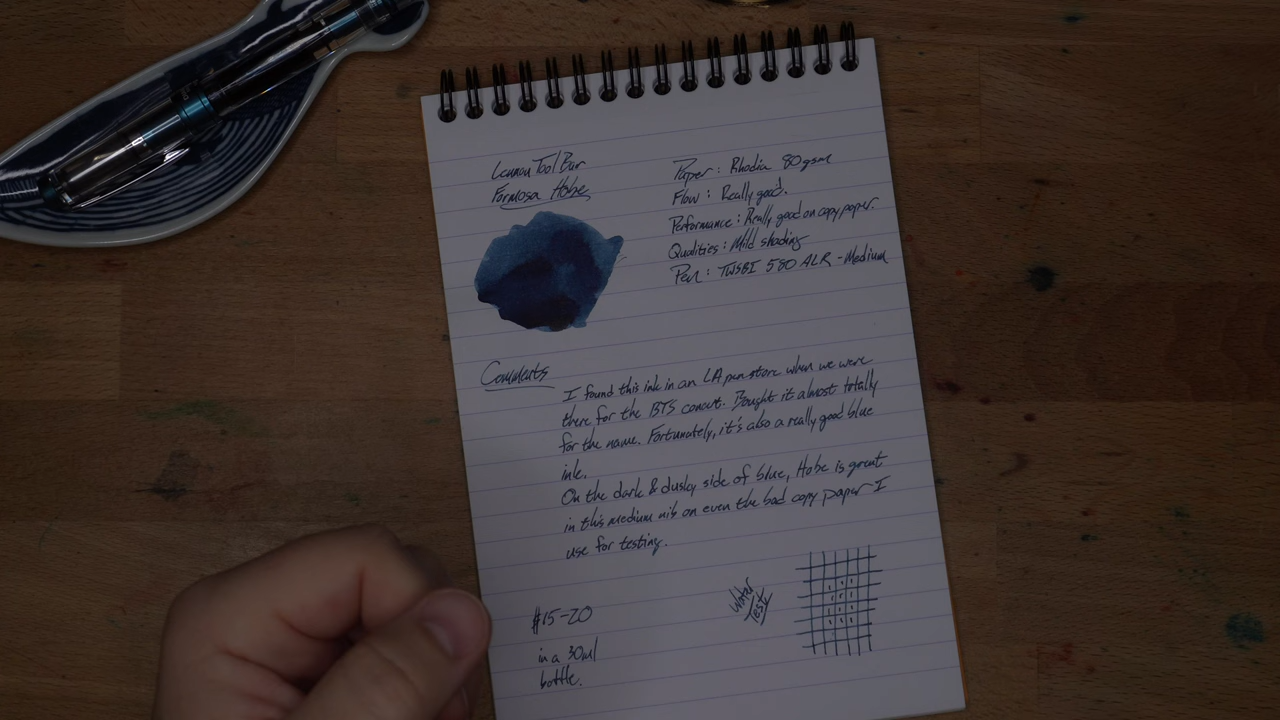 Lennon Tool Bar
Formosa Hobe
Paper: Rhodia 80gsm
Flow: Really good.
Performance: Really good on copy paper.
Qualities: Mild shading
Pen: TWSBI 580 ALR - Medium
Comments
I found this ink in an LA pen store when we were
there for the BTS concert. Bought it almost totally
for the name. Fortunately, it's also a really good blue
ink.
On the dark & dusky side of blue, Hobe is great
in this medium nib on even the bad copy paper I
use for testing.
$15-20
in a 30ml
bottle.
Water
Test